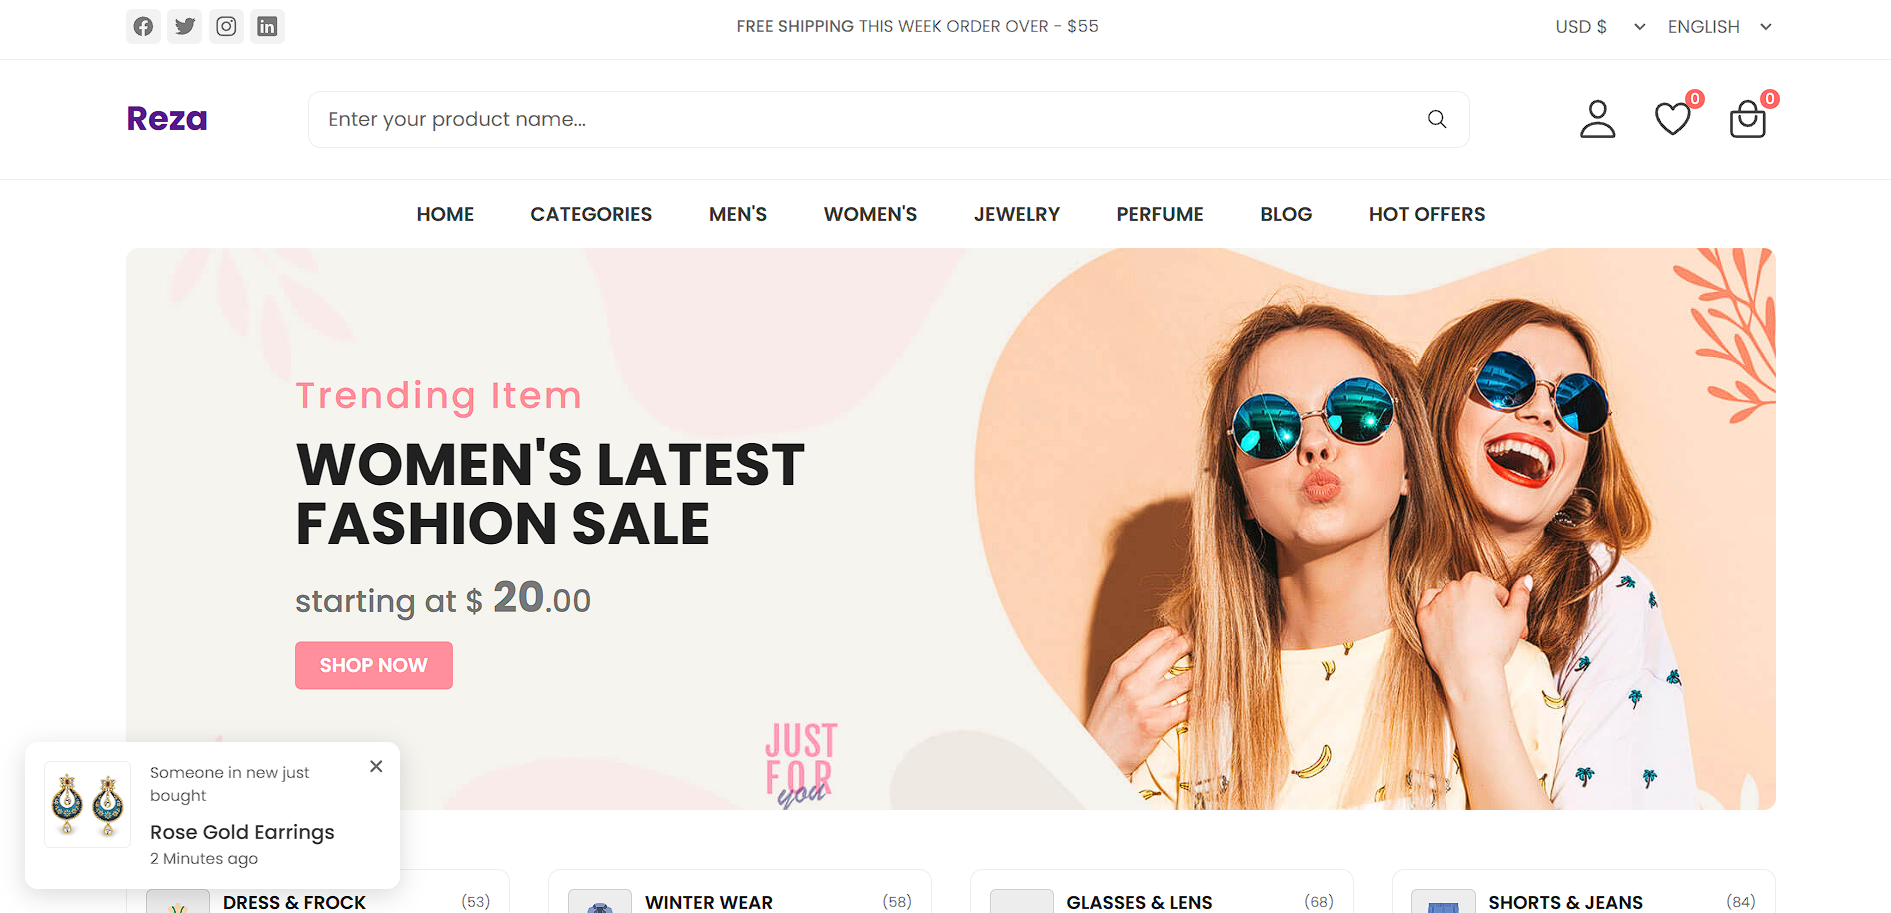 FREE SHIPPING THIS WEEK ORDER OVER - $55
USD $
ENGLISH
Reza
Enter your product name...
0
0
HOME
CATEGORIES
MEN'S
WOMEN'S
JEWELRY
PERFUME
BLOG
HOT OFFERS
Trending Item
WOMEN'S LATEST
FASHION SALE
starting at $ 20.00
SHOP NOW
JUST
FOR
you
Someone in new just
bought
Rose Gold Earrings
2 Minutes ago
DRESS & FROCK
(53)
WINTER WEAR
(58)
GLASSES & LENS
(68)
SHORTS & JEANS
(84)